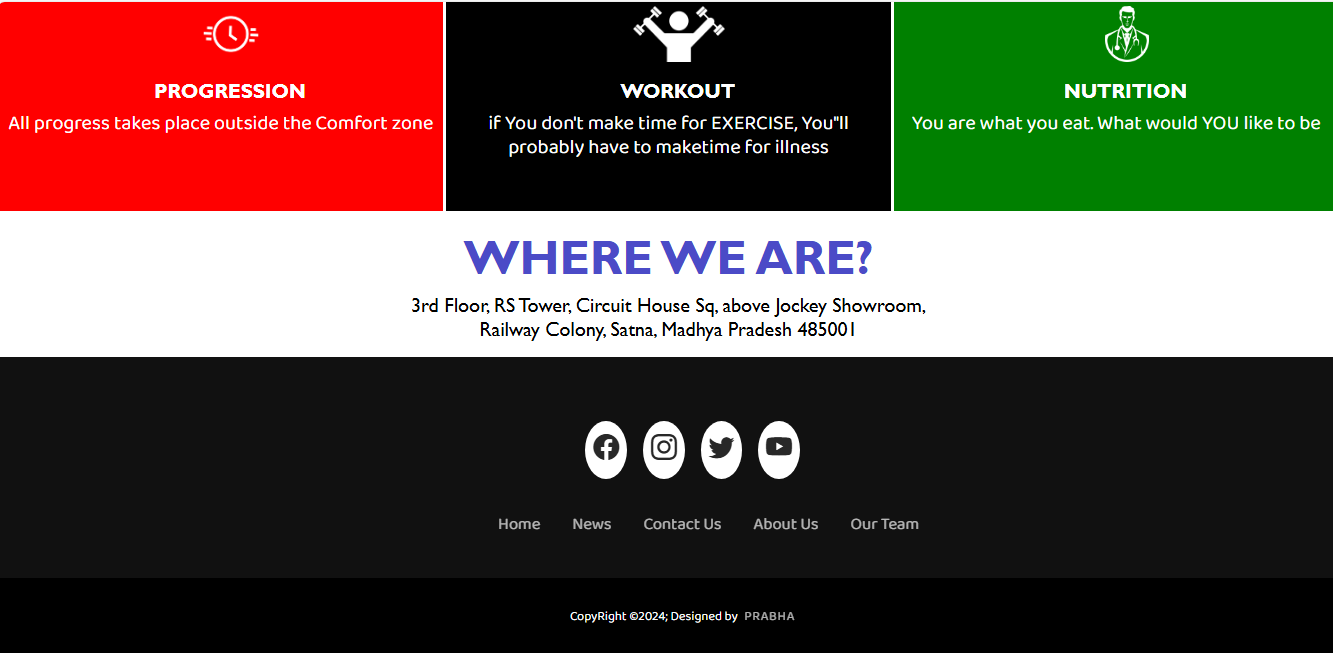 PROGRESSION
All progress takes place outside the Comfort zone
WORKOUT
if You don't make time for EXERCISE, You"ll
probably have to maketime for illness
NUTRITION
You are what you eat. What would YOU like to be
WHERE WE ARE?
3rd Floor, RS Tower, Circuit House Sq, above Jockey Showroom,
Railway Colony, Satna, Madhya Pradesh 485001
Home News Contact Us About Us Our Team
CopyRight ©2024; Designed by PRABHA